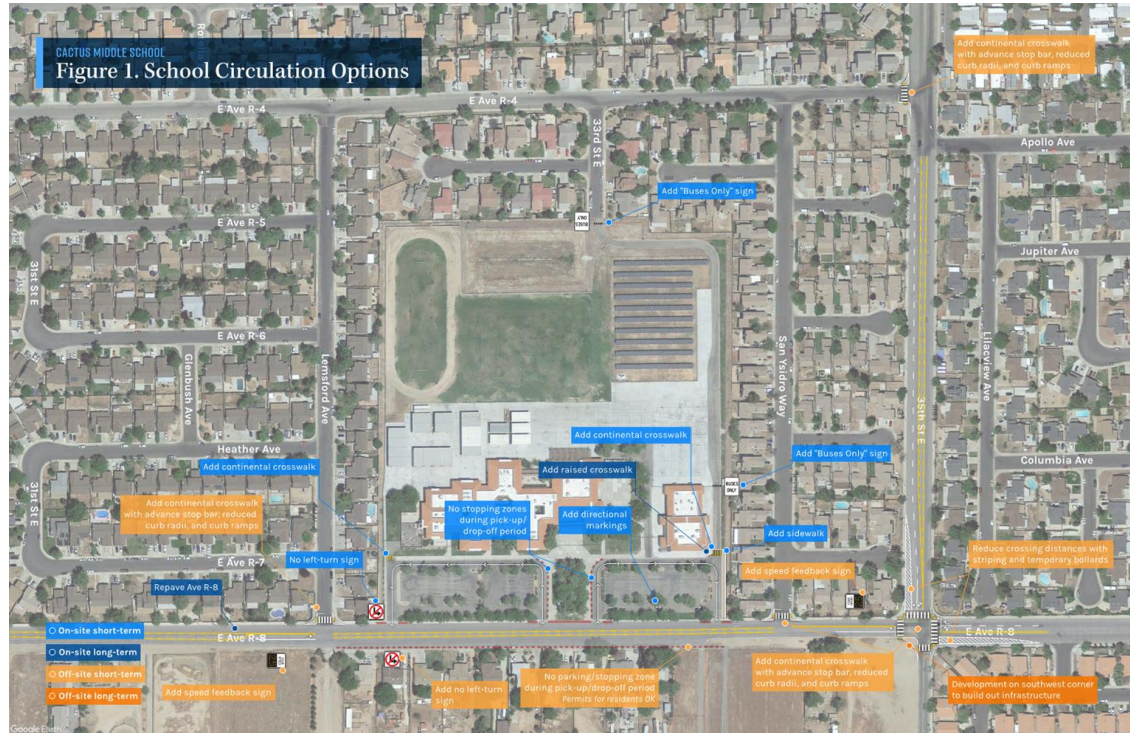 CACTUS MIDDLE SCHOOL
Figure 1. School Circulation Options
Add continental crosswalk
with advance stop bar, reduced
curb radii, and curb ramps
E Ave R-4
E Ave R-4
33rd St E
Apollo Ave
Add "Buses Only" sign
BUSES
ONLY
E Ave R-5
31st St E
Jupiter Ave
E Ave R-6
Glenbush Ave
Lemsford Ave
San Ysidro Way
35th St E
Lilacview Ave
Heather Ave
Columbia Ave
Add continental crosswalk
Add continental crosswalk
Add raised crosswalk
Add "Buses Only" sign
BUSES
ONLY
31st St E
Add continental crosswalk
with advance stop bar, reduced
curb radii, and curb ramps
No stopping zones
during pick-up/
drop-off period
Add directional
markings
Add sidewalk
No left-turn sign
E Ave R-7
Add speed feedback sign
Reduce crossing distances with
striping and temporary bollards
Repave Ave R-8
E Ave R-8
E Ave R-8
On-site short-term
On-site long-term
Off-site short-term
Off-site long-term
Add speed feedback sign
Add no left-turn
sign
No parking/stopping zone
during pick-up/drop-off period
Permits for residents OK
Add continental crosswalk
with advance stop bar, reduced
curb radii, and curb ramps
Development on southwest corner
to build out infrastructure
Google Earth